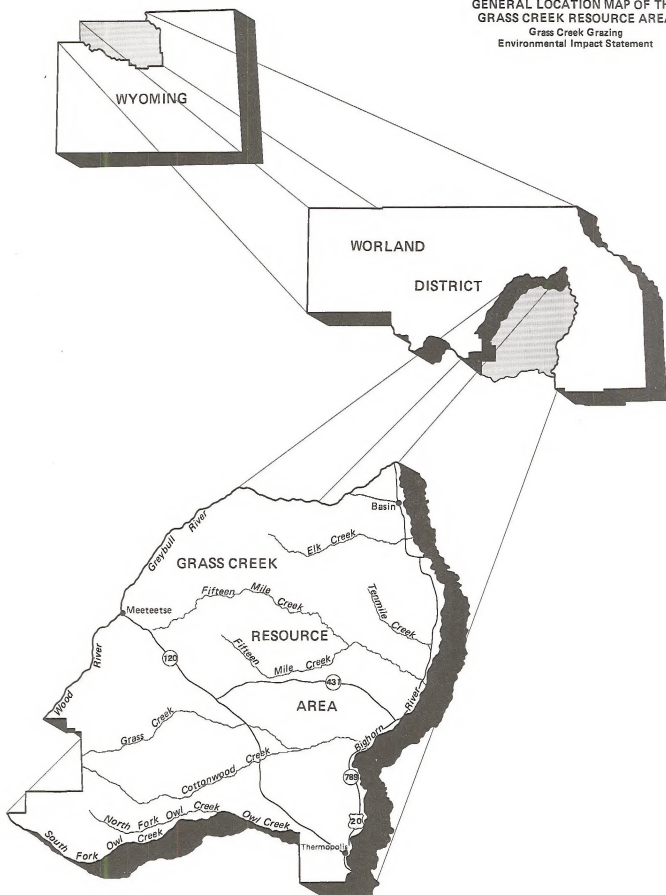 GENERAL LOCATION MAP OF TH
GRASS CREEK RESOURCE AREA
Grass Creek Grazing
Environmental Impact Statement
WYOMING
WORLAND
DISTRICT
Basin
Greybull River
Elk Creek
GRASS CREEK
Fifteen Mile Creek
Tenmile Creek
Meeteetse
RESOURCE
Wood River
120
Fifteen Mile Creek
431
AREA
Grass Creek
Bighorn River
Cottonwood Creek
789
North Fork Owl Creek
20
South Fork Owl Creek
Owl Creek
Thermopolis